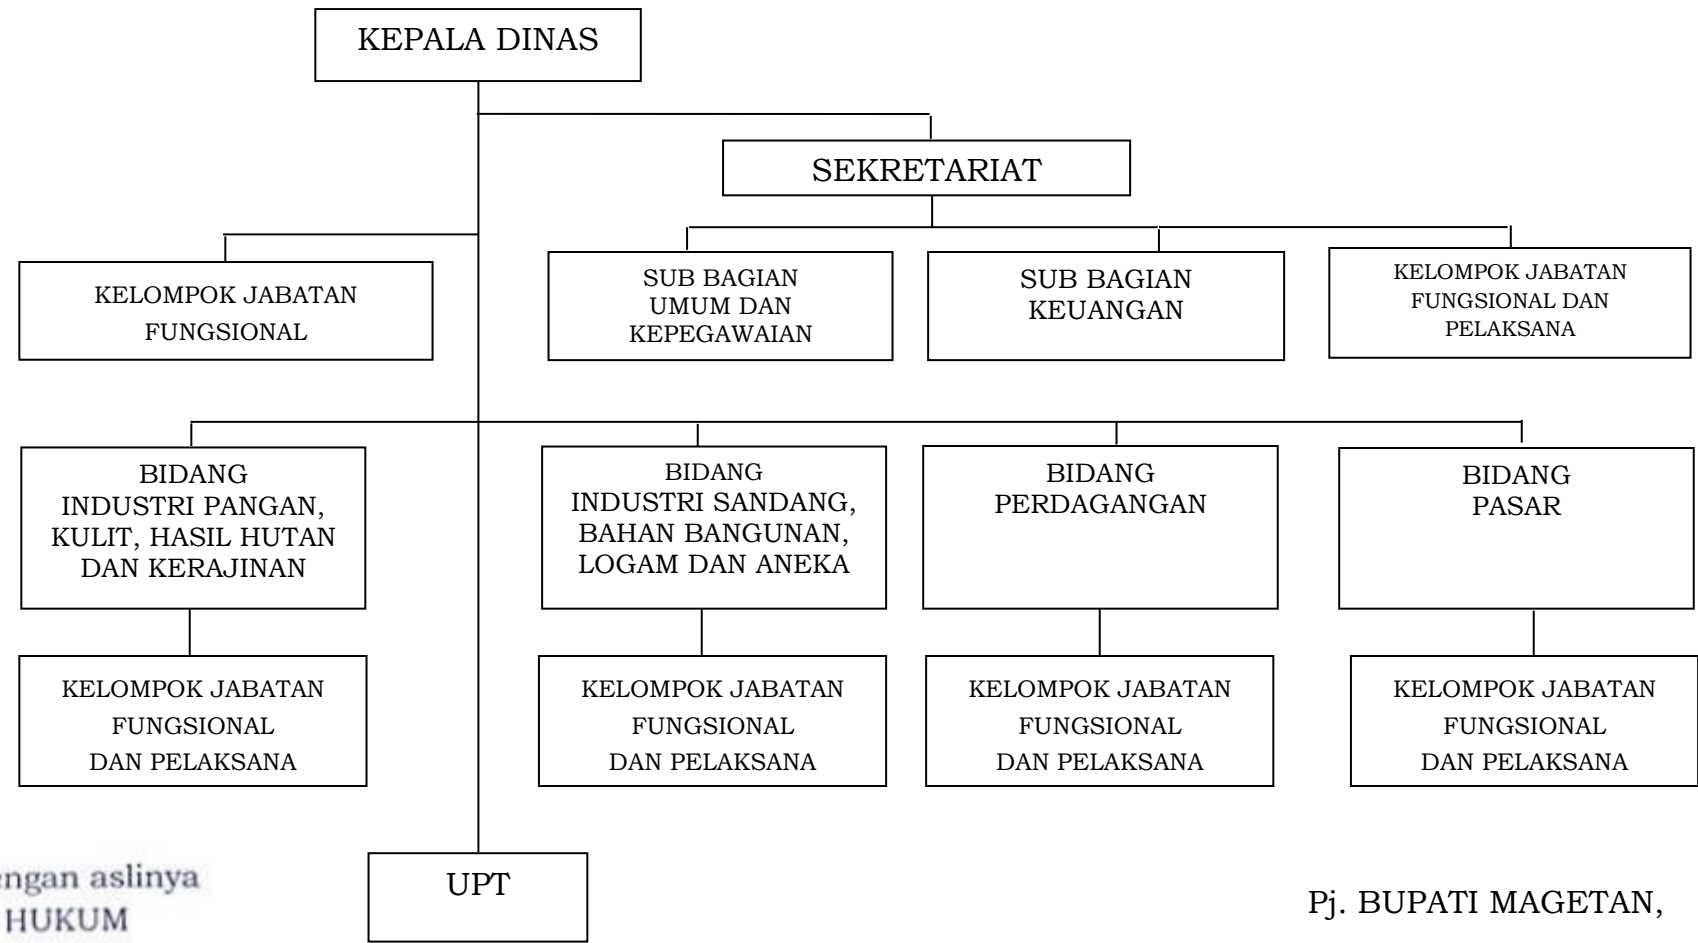 KEPALA DINAS
SEKRETARIAT
KELOMPOK JABATAN
FUNGSIONAL
SUB BAGIAN
UMUM DAN
KEPEGAWAIAN
SUB BAGIAN
KEUANGAN
KELOMPOK JABATAN
FUNGSIONAL DAN
PELAKSANA
BIDANG
INDUSTRI PANGAN,
KULIT, HASIL HUTAN
DAN KERAJINAN
BIDANG
INDUSTRI SANDANG,
BAHAN BANGUNAN,
LOGAM DAN ANEKA
BIDANG
PERDAGANGAN
BIDANG
PASAR
KELOMPOK JABATAN
FUNGSIONAL
DAN PELAKSANA
KELOMPOK JABATAN
FUNGSIONAL
DAN PELAKSANA
KELOMPOK JABATAN
FUNGSIONAL
DAN PELAKSANA
KELOMPOK JABATAN
FUNGSIONAL
DAN PELAKSANA
UPT
aslinya
HUKUM
Pj. BUPATI MAGETAN,